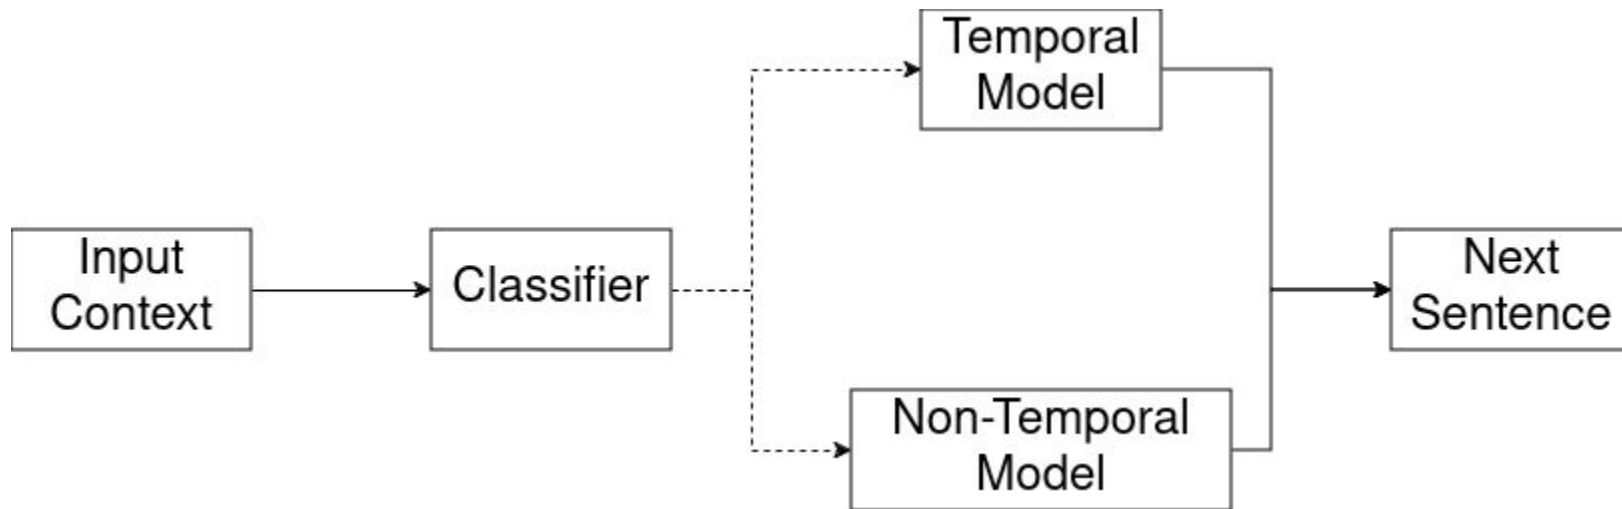 Input
Context
Classifier
Temporal
Model
Non-Temporal
Model
Next
Sentence